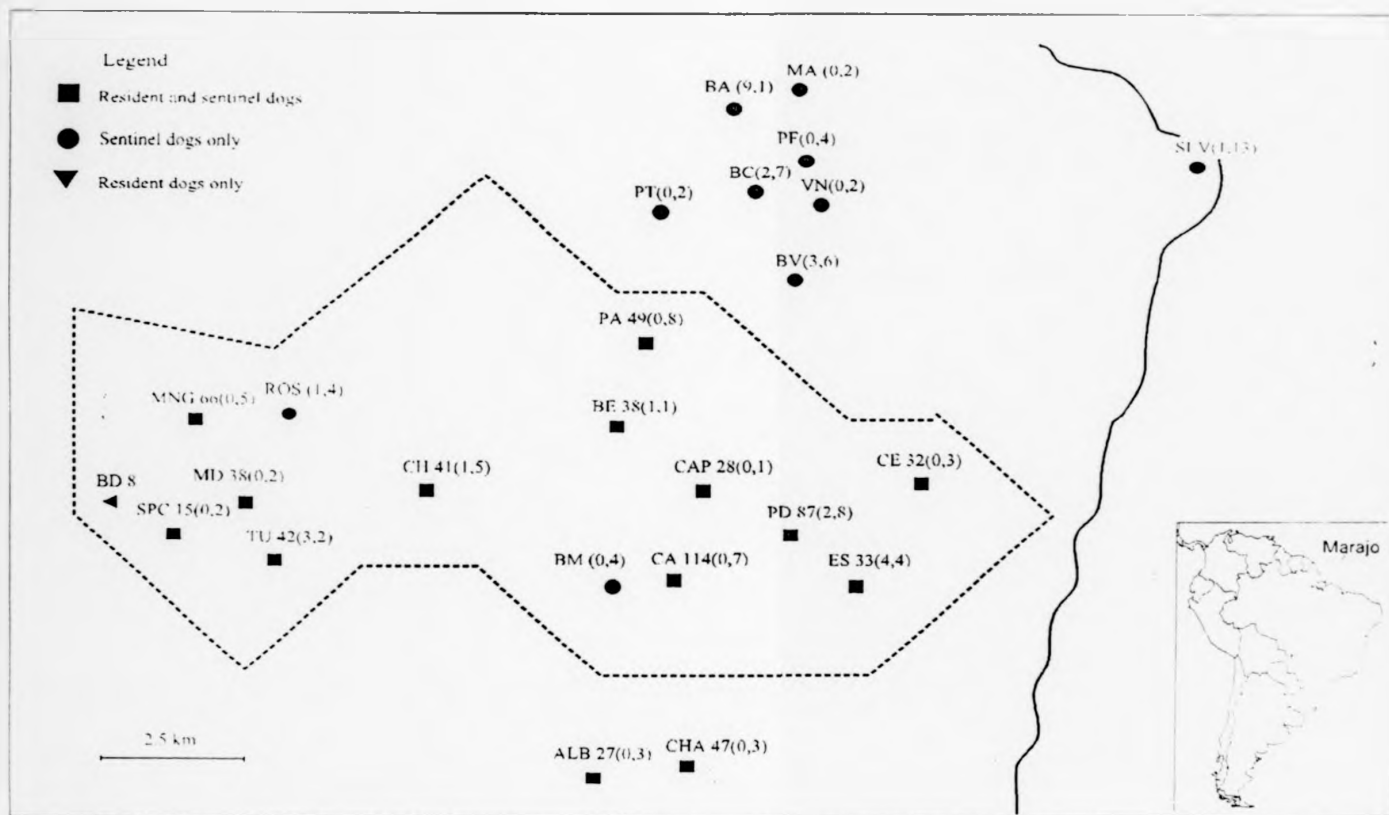 Legend
Resident and sentinel dogs
Sentinel dogs only
Resident dogs only
MA (0,2)
BA (9,1)
PF(0,4)
SLV(1,13)
BC(2,7)
VN(0,2)
PT(0,2)
BV(3,6)
PA 49(0,8)
MNG 66(0,5)
ROS (1,4)
BE 38(1,1)
CH 41(1,5)
CAP 28(0,1)
CE 32(0,3)
BD 8
MD 38(0,2)
SPC 15(0,2)
TU 42(3,2)
PD 87(2,8)
BM (0,4)
CA 114(0,7)
ES 33(4,4)
Marajo
2.5 km
ALB 27(0,3)
CHA 47(0,3)